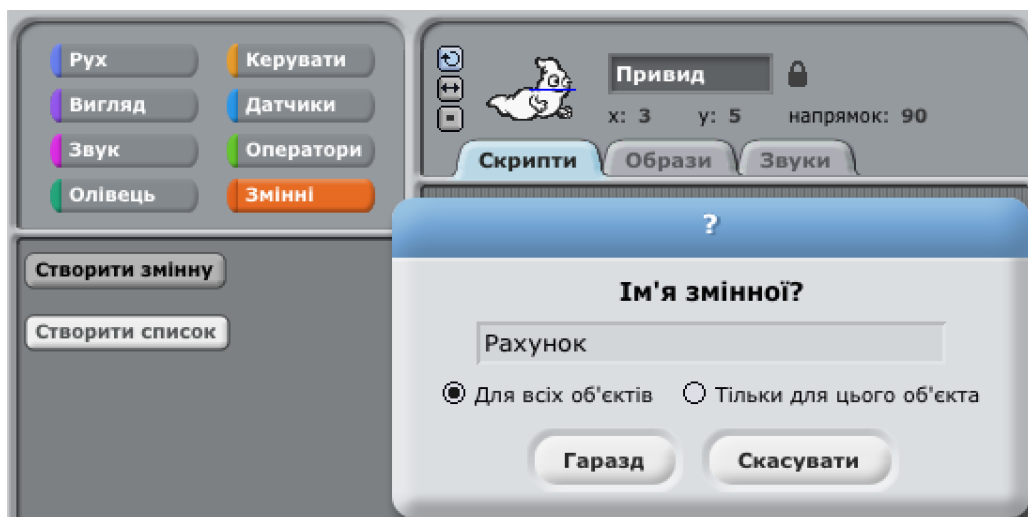 Рух
Керувати
Вигляд
Датчики
Звук
Оператори
Олівець
Змінні
Привид
x: 3 y: 5 напрямок: 90
Скрипти Образи Звуки
Створити змінну
Створити список
?
Ім'я змінної?
Рахунок
Для всіх об'єктів Тільки для цього об'єкта
Гаразд Скасувати